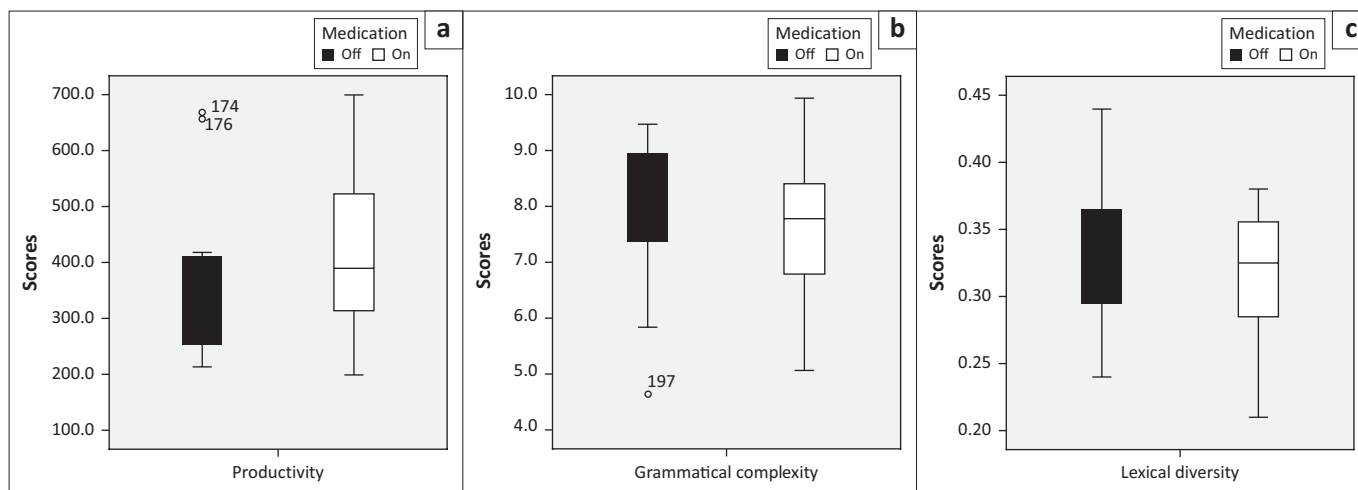 Medication
Off On
a
700.0
600.0
500.0
400.0
300.0
200.0
100.0
Scores
174
176
Productivity
Medication
Off On
b
10.0
9.0
8.0
7.0
6.0
5.0
4.0
Scores
197
Grammatical complexity
Medication
Off On
c
0.45
0.40
0.35
0.30
0.25
0.20
Scores
Lexical diversity